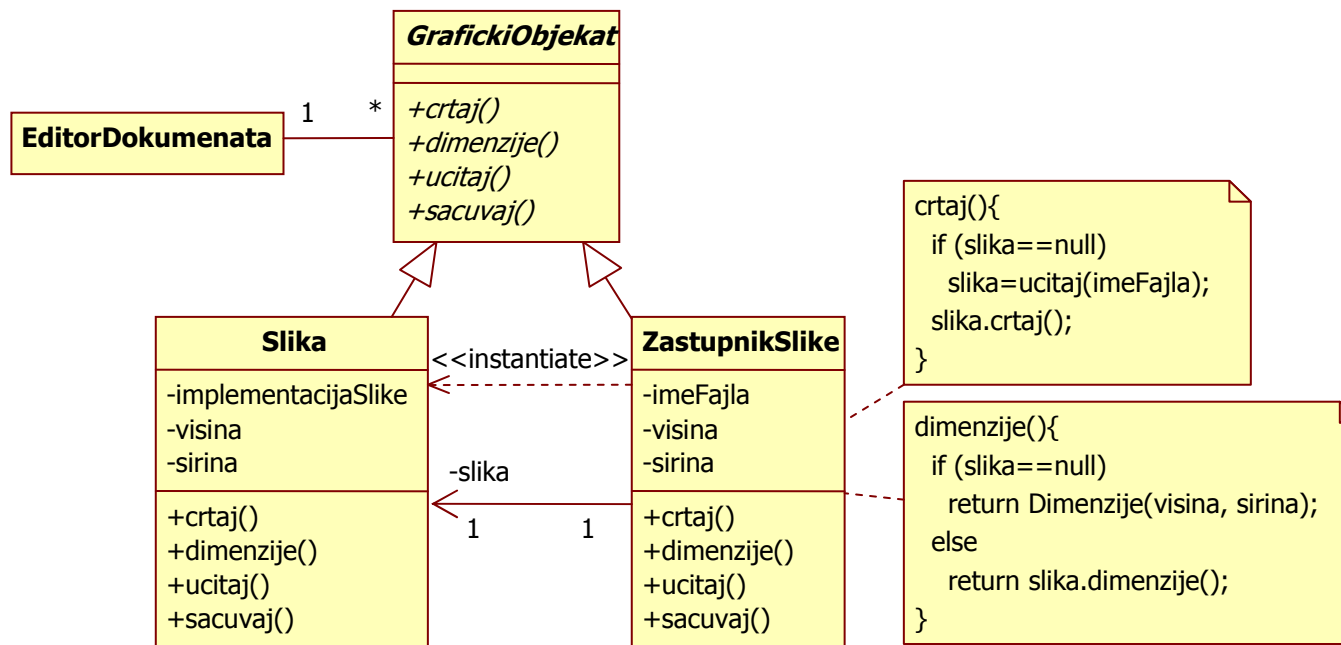 GrafickiObjekat
+crtaj()
+dimenzije()
+ucitaj()
+sacuvaj()
EditorDokumenata
1
*
Slika
-implementacijaSlike
-visina
-sirina
+crtaj()
+dimenzije()
+ucitaj()
+sacuvaj()
<<instantiate>>
-slika
1
1
ZastupnikSlike
-imeFajla
-visina
-sirina
+crtaj()
+dimenzije()
+ucitaj()
+sacuvaj()
crtaj(){
if (slika==null)
slika=ucitaj(imeFajla);
slika.crtaj();
}
dimenzije(){
if (slika==null)
return Dimenzije(visina, sirina);
else
return slika.dimenzije();
}